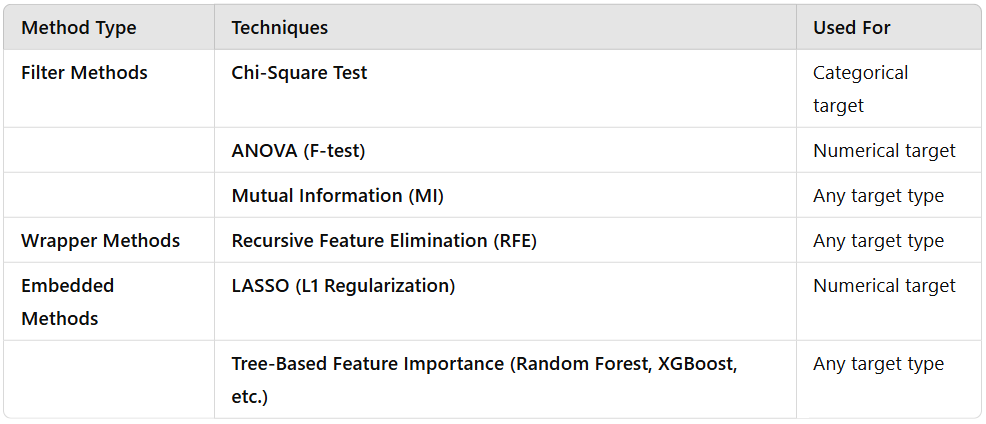 Method Type Techniques Used For
Filter Methods Chi-Square Test Categorical
target
ANOVA (F-test) Numerical target
Mutual Information (MI) Any target type
Wrapper Methods Recursive Feature Elimination (RFE) Any target type
Embedded LASSO (L1 Regularization) Numerical target
Methods
Tree-Based Feature Importance (Random Forest, XGBoost, Any target type
etc.)